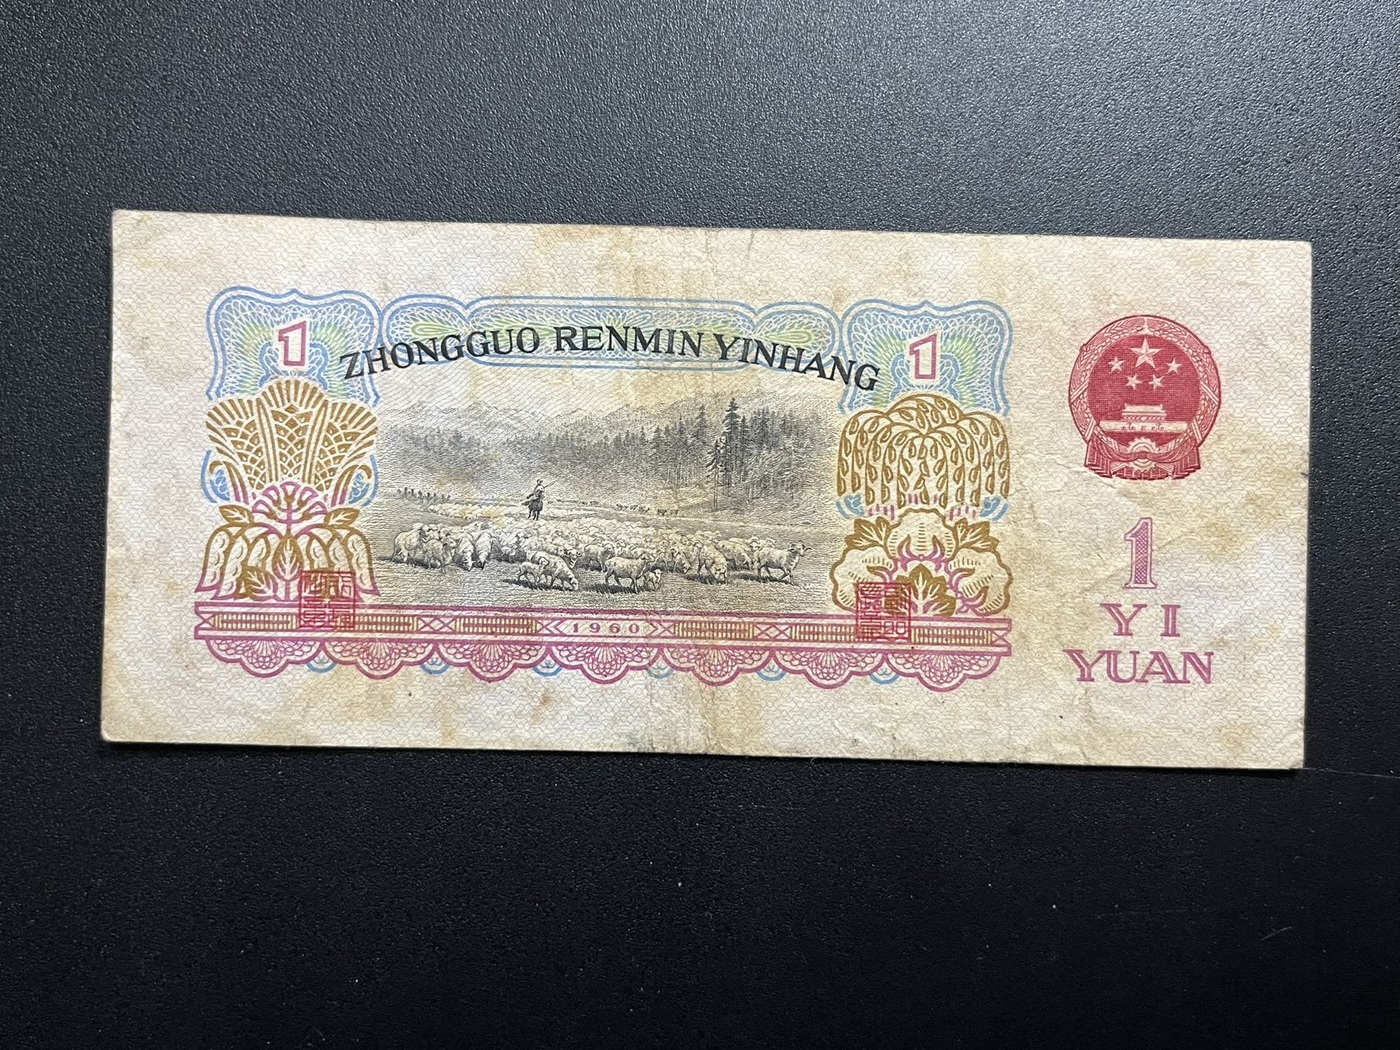 1
ZHONGGUO RENMIN YINHANG
1
1960
1
YI
YUAN